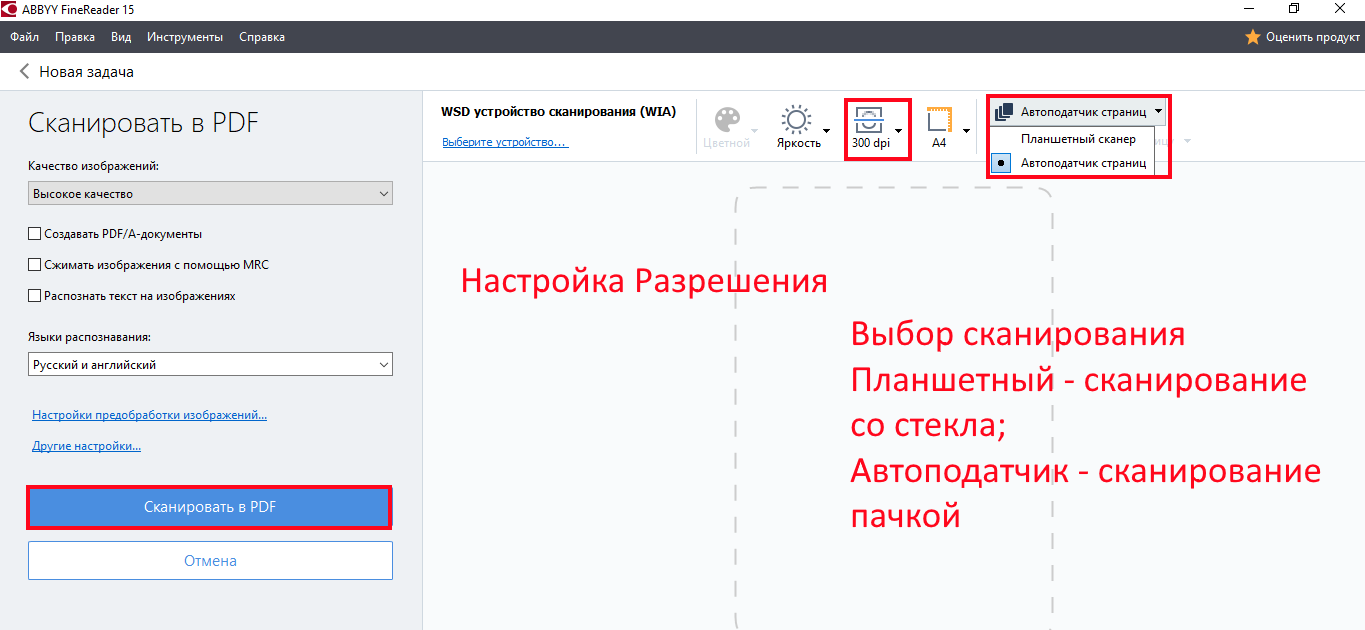 ABBYY FineReader 15
Файл Правка Вид Инструменты Справка Оценить продукт
Новая задача
Сканировать в PDF
Качество изображений:
Высокое качество
Создавать PDF/A-документы
Сжимать изображения с помощью MRC
Распознать текст на изображениях
Языки распознавания:
Русский и английский
Настройки предобработки изображений...
Другие настройки...
Сканировать в PDF
Отмена
WSD устройство сканирования (WIA)
Выберите устройство...
Цветной
Яркость
300 dpi
A4
Автоподатчик страниц
Планшетный сканер
Автоподатчик страниц
Настройка Разрешения
Выбор сканирования
Планшетный - сканирование
со стекла;
Автоподатчик - сканирование
пачкой